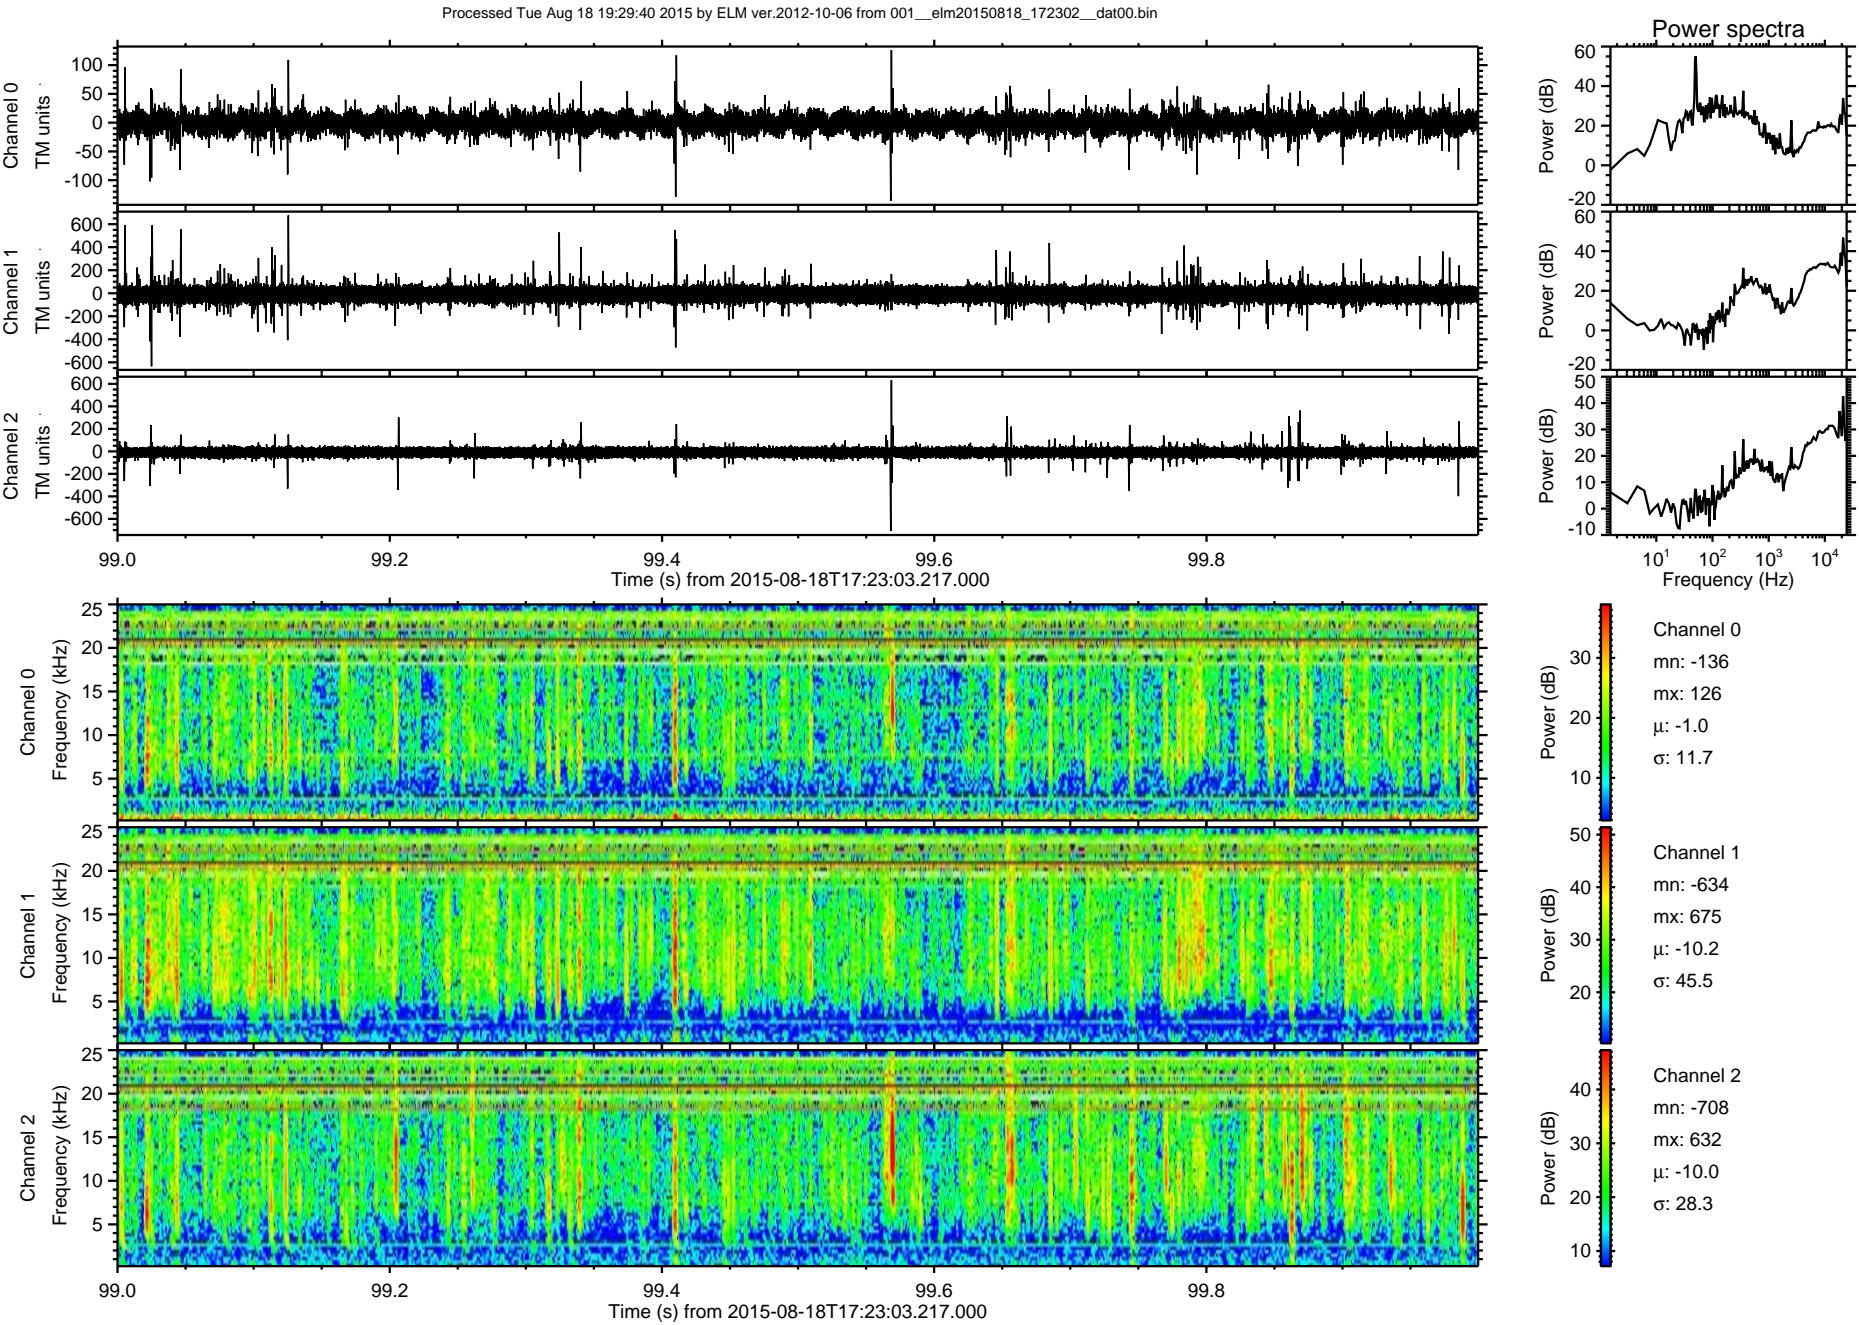 Processed Tue Aug 18 19:29:40 2015 by ELM ver.2012-10-06 from 001__elm20150818_172302__dat00.bin
Power spectra
Channel 0
TM units
100
50
0
-50
-100
Power (dB)
60
40
20
0
-20
Channel 1
TM units
600
400
200
0
-200
-400
-600
Power (dB)
60
40
20
0
-20
Channel 2
TM units
600
400
200
0
-200
-400
-600
Power (dB)
50
40
30
20
10
0
-10
99.0 99.2 99.4 99.6 99.8
Time (s) from 2015-08-18T17:23:03.217.000
10^1 10^2 10^3 10^4
Frequency (Hz)
Channel 0
Frequency (kHz)
25
20
15
10
5
Power (dB)
30
20
10
Channel 0
mn: -136
mx: 126
μ: -1.0
σ: 11.7
Channel 1
Frequency (kHz)
25
20
15
10
5
Power (dB)
50
40
30
20
Channel 1
mn: -634
mx: 675
μ: -10.2
σ: 45.5
Channel 2
Frequency (kHz)
25
20
15
10
5
Power (dB)
40
30
20
10
Channel 2
mn: -708
mx: 632
μ: -10.0
σ: 28.3
99.0 99.2 99.4 99.6 99.8
Time (s) from 2015-08-18T17:23:03.217.000